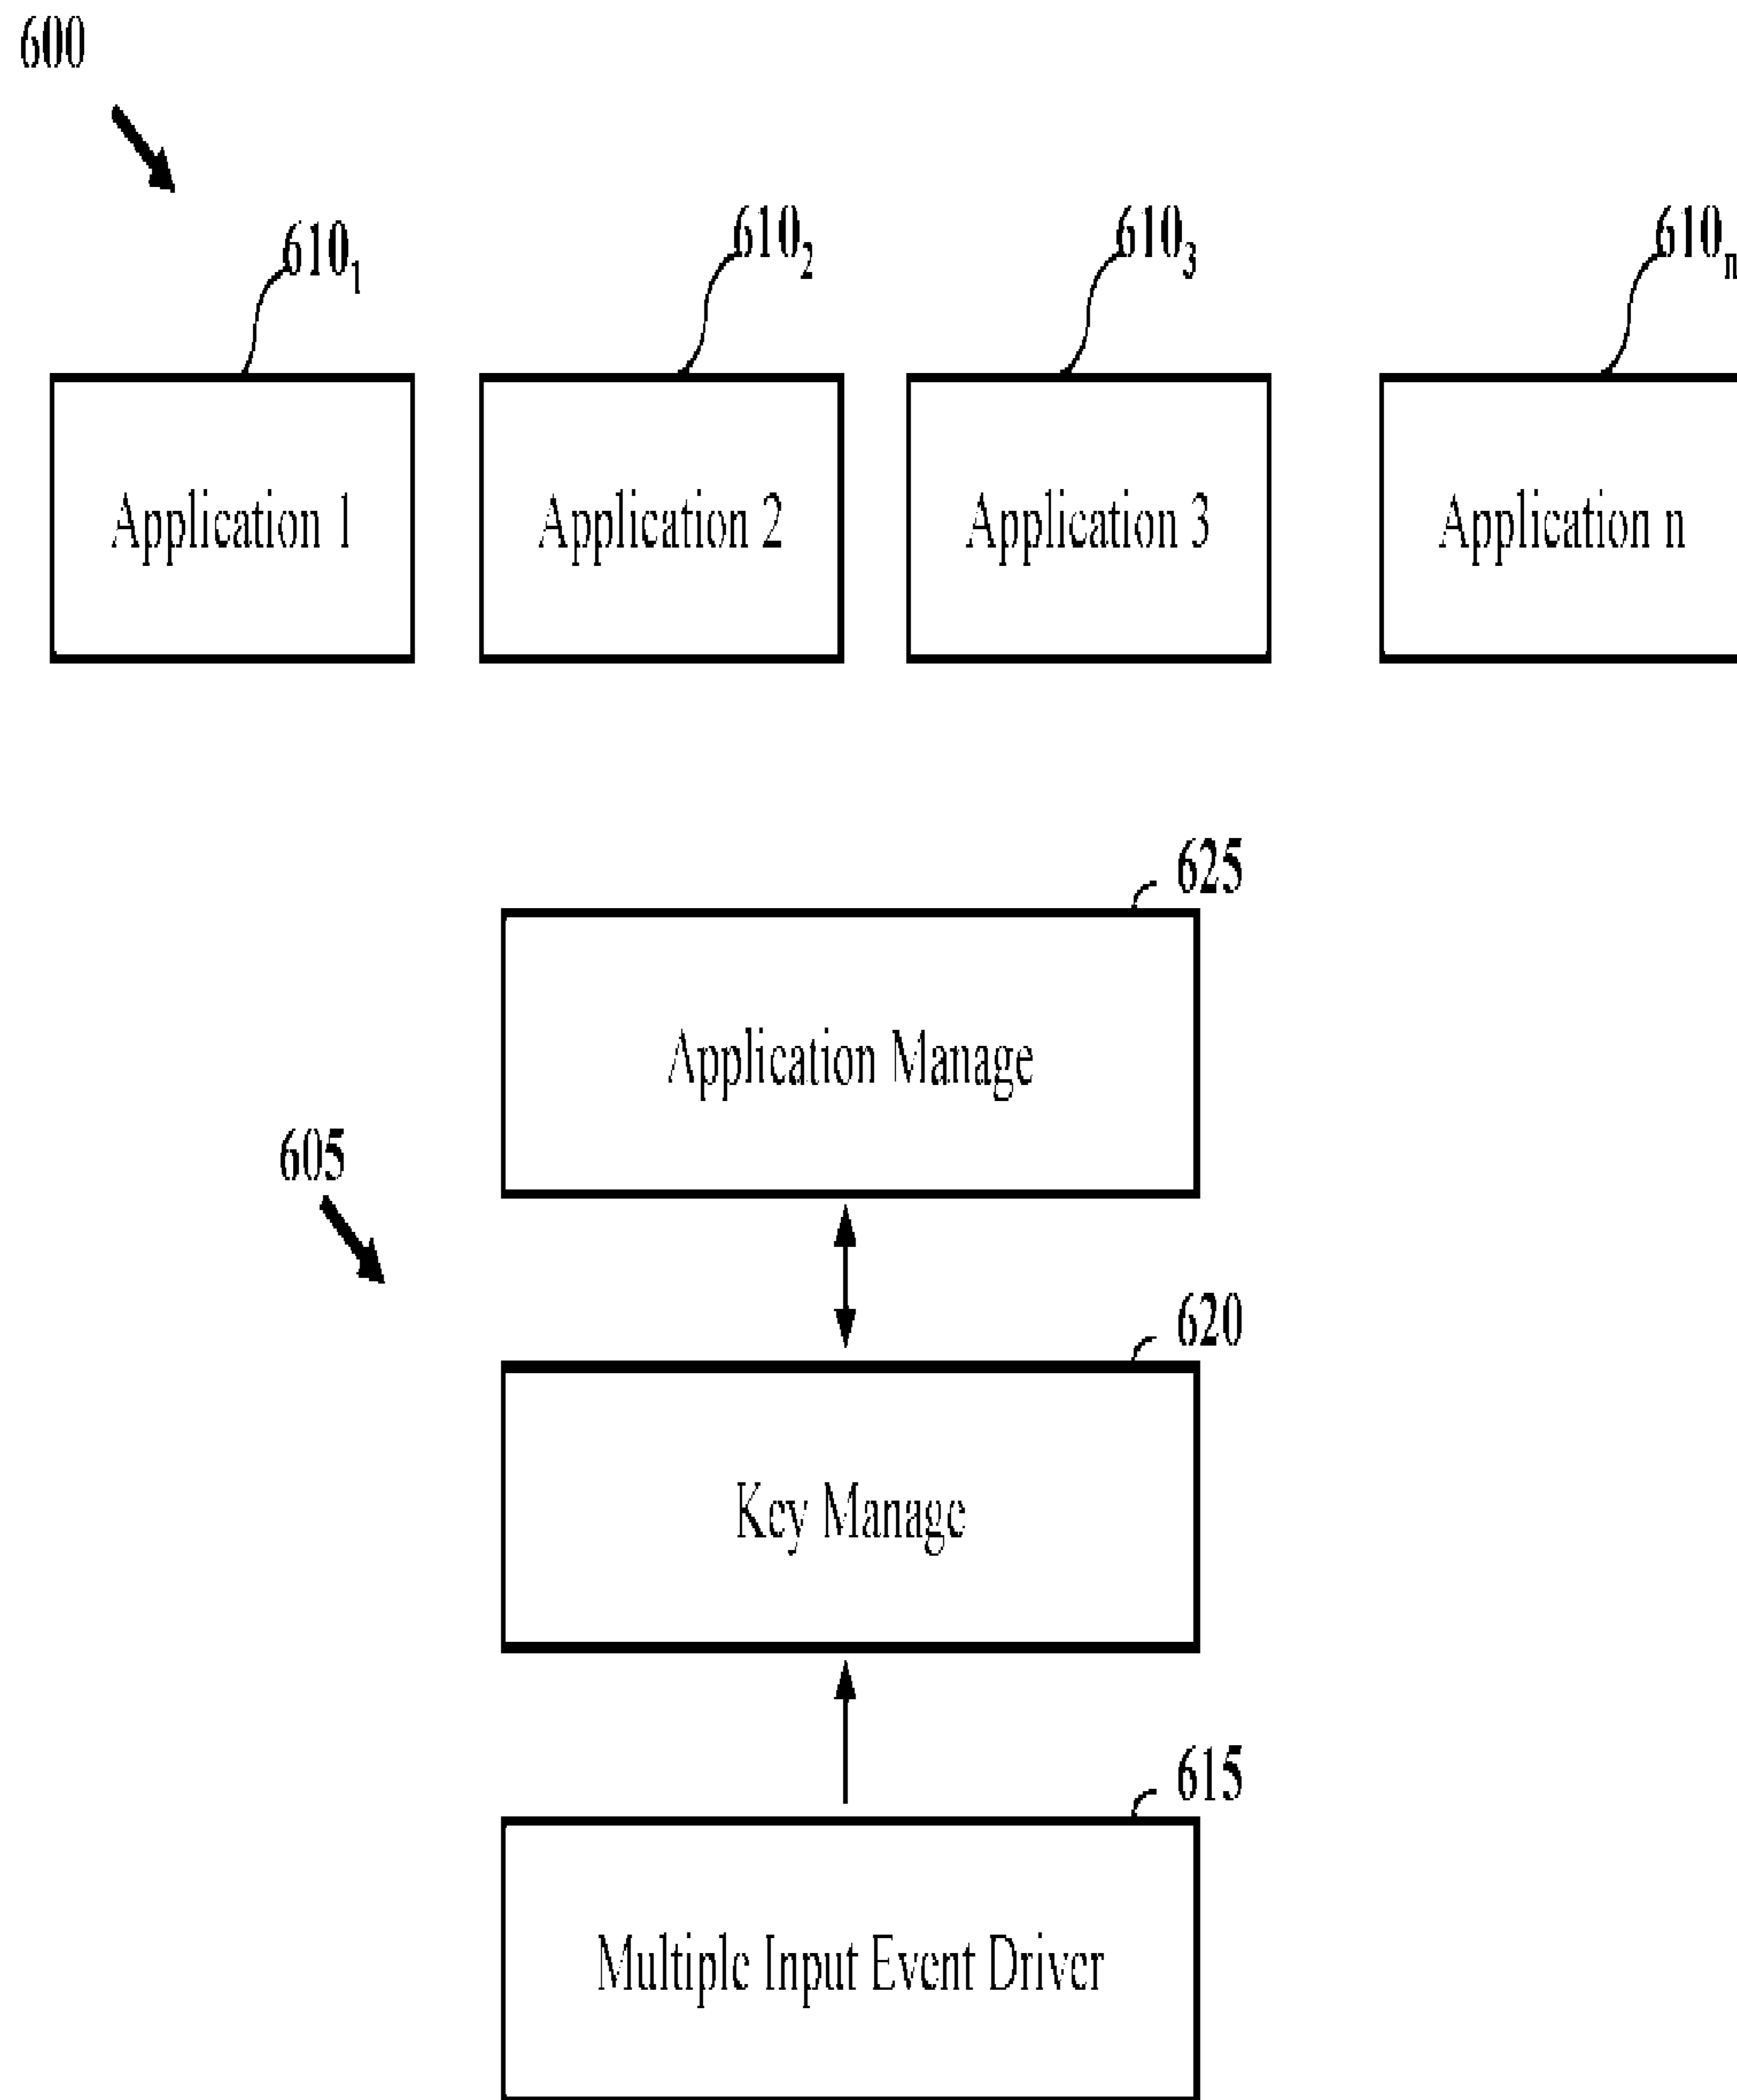 600
610₁ 610₂ 610₃ 610ₙ
Application 1 Application 2 Application 3 Application n
625
Application Manage
605
620
Key Manage
615
Multiple Input Event Driver